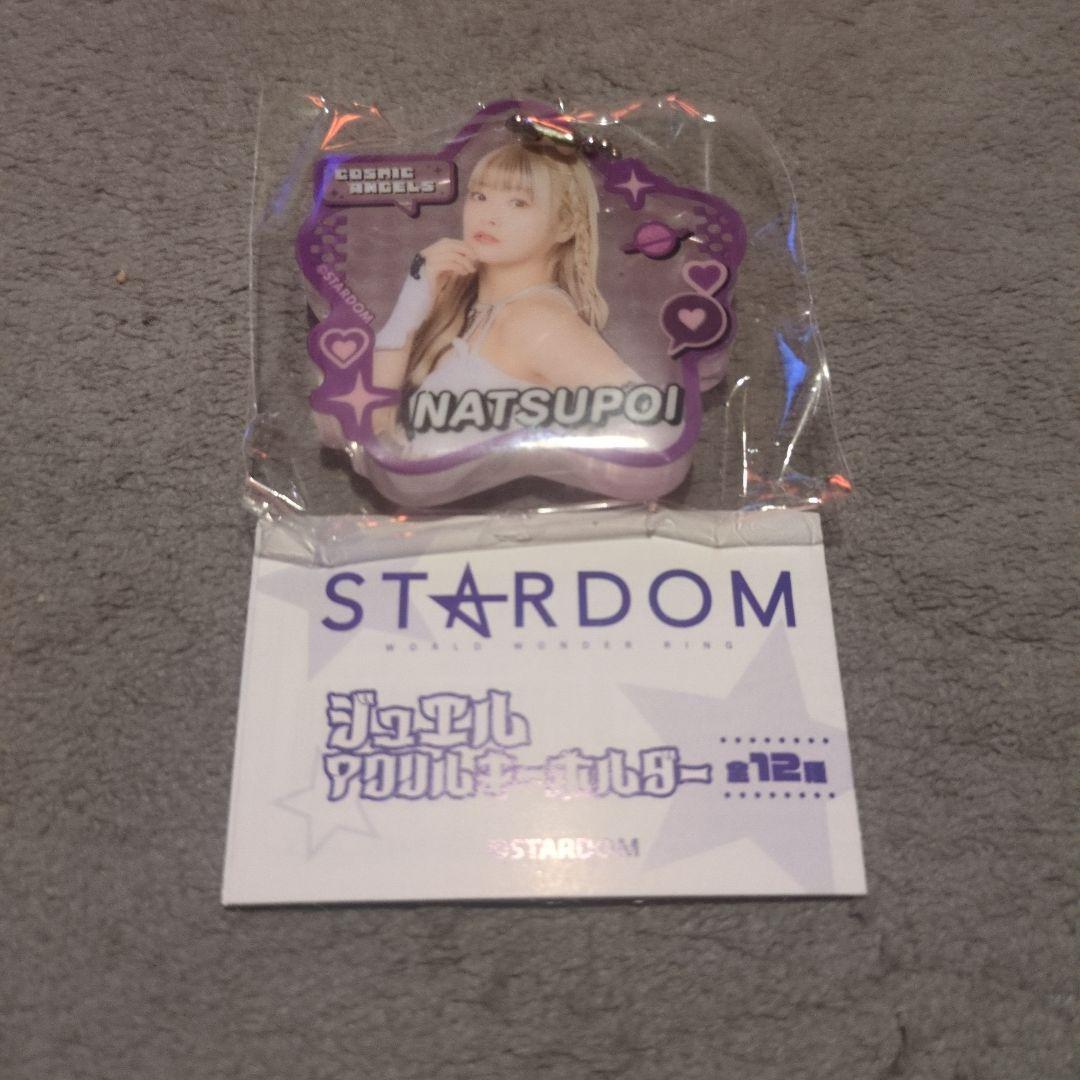 COSMIC
ANGELS
©STARDOM
NATSUPOI
STARDOM
WORLD WONDER RING
ジュエル
アクリルキーホルダー 全12種
©STARDOM